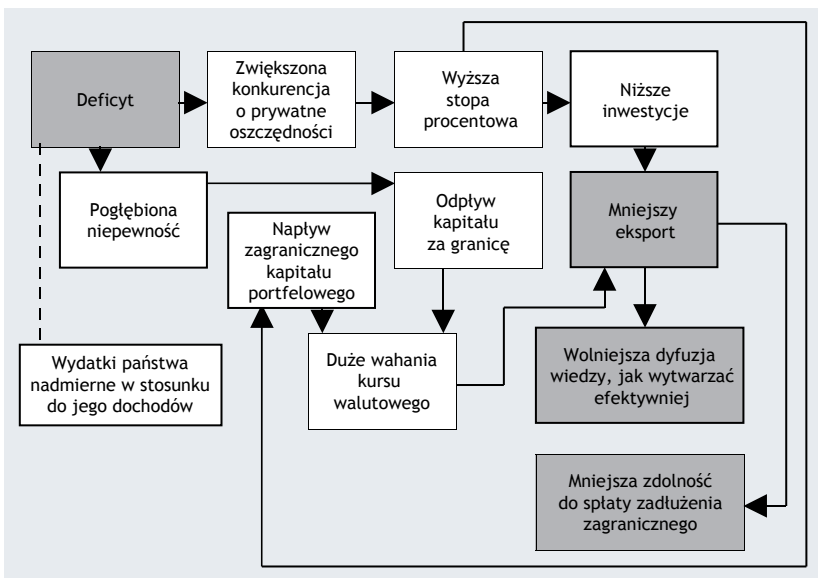 Deficyt
Zwiększona
konkurencja
o prywatne
oszczędności
Wyższa
stopa
procentowa
Niższe
inwestycje
Pogłębiona
niepewność
Napływ
zagranicznego
kapitału
portfelowego
Odpływ
kapitału
za granicę
Mniejszy
eksport
Wydatki państwa
nadmierne w stosunku
do jego dochodów
Duże wahania
kursu
walutowego
Wolniejsza dyfuzja
wiedzy, jak wytwarzać
efektywniej
Mniejsza zdolność
do spłaty zadłużenia
zagranicznego